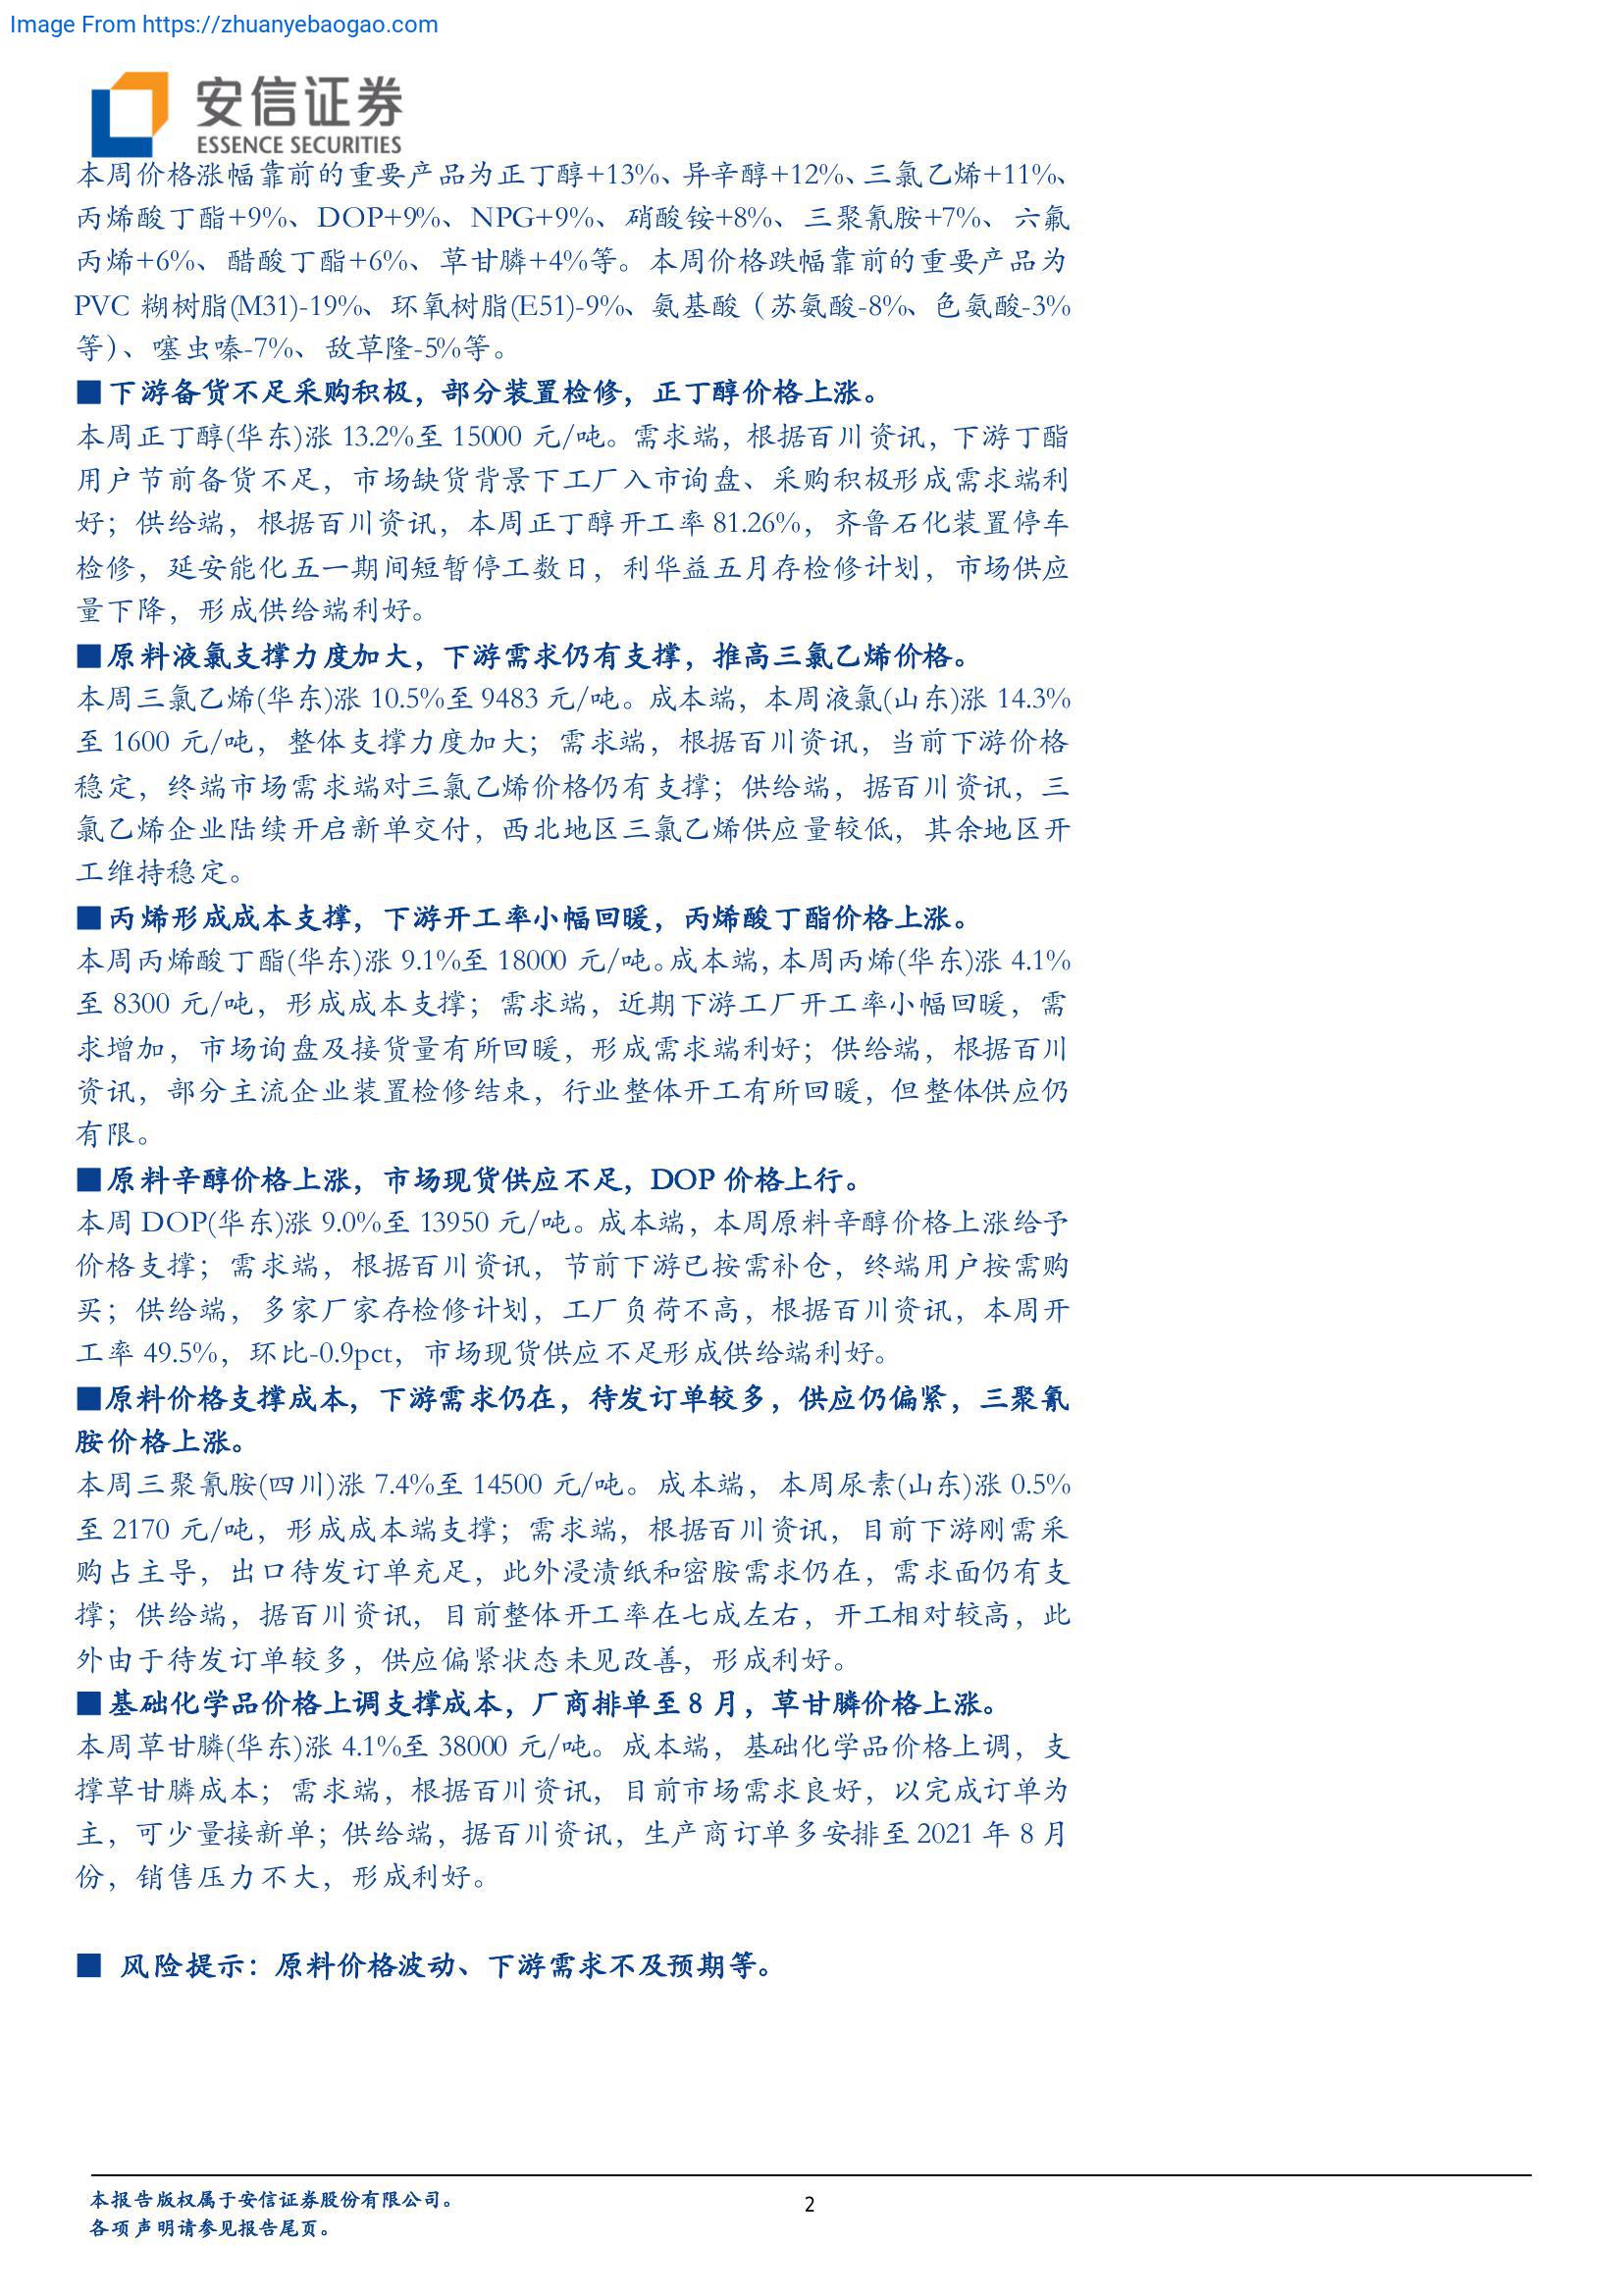 Image From https://zhuanyebaogao.com
安信证券
ESSENCE SECURITIES
本周价格涨幅靠前的重要产品为正丁醇+13%、异辛醇+12%、三氯乙烯+11%、
丙烯酸丁酯+9%、DOP+9%、NPG+9%、硝酸铵+8%、三聚氰胺+7%、六氟
丙烯+6%、醋酸丁酯+6%、草甘膦+4%等。本周价格跌幅靠前的重要产品为
PVC 糊树脂(M31)-19%、环氧树脂(E51)-9%、氨基酸（苏氨酸-8%、色氨酸-3%
等）、噻虫嗪-7%、敌草隆-5%等。
■下游备货不足采购积极，部分装置检修，正丁醇价格上涨。
本周正丁醇(华东)涨 13.2%至 15000 元/吨。需求端，根据百川资讯，下游丁酯
用户节前备货不足，市场缺货背景下工厂入市询盘、采购积极形成需求端利
好；供给端，根据百川资讯，本周正丁醇开工率 81.26%，齐鲁石化装置停车
检修，延安能化五一期间短暂停工数日，利华益五月存检修计划，市场供应
量下降，形成供给端利好。
■原料液氯支撑力度加大，下游需求仍有支撑，推高三氯乙烯价格。
本周三氯乙烯(华东)涨 10.5%至 9483 元/吨。成本端，本周液氯(山东)涨 14.3%
至 1600 元/吨，整体支撑力度加大；需求端，根据百川资讯，当前下游价格
稳定，终端市场需求端对三氯乙烯价格仍有支撑；供给端，据百川资讯，三
氯乙烯企业陆续开启新单交付，西北地区三氯乙烯供应量较低，其余地区开
工维持稳定。
■丙烯形成成本支撑，下游开工率小幅回暖，丙烯酸丁酯价格上涨。
本周丙烯酸丁酯(华东)涨 9.1%至 18000 元/吨。成本端，本周丙烯(华东)涨 4.1%
至 8300 元/吨，形成成本支撑；需求端，近期下游工厂开工率小幅回暖，需
求增加，市场询盘及接货量有所回暖，形成需求端利好；供给端，根据百川
资讯，部分主流企业装置检修结束，行业整体开工有所回暖，但整体供应仍
有限。
■原料辛醇价格上涨，市场现货供应不足，DOP 价格上行。
本周 DOP(华东)涨 9.0%至 13950 元/吨。成本端，本周原料辛醇价格上涨给予
价格支撑；需求端，根据百川资讯，节前下游已按需补仓，终端用户按需购
买；供给端，多家厂家存检修计划，工厂负荷不高，根据百川资讯，本周开
工率 49.5%，环比-0.9pct，市场现货供应不足形成供给端利好。
■原料价格支撑成本，下游需求仍在，待发订单较多，供应仍偏紧，三聚氰
胺价格上涨。
本周三聚氰胺(四川)涨 7.4%至 14500 元/吨。成本端，本周尿素(山东)涨 0.5%
至 2170 元/吨，形成成本端支撑；需求端，根据百川资讯，目前下游刚需采
购占主导，出口待发订单充足，此外浸渍纸和密胺需求仍在，需求面仍有支
撑；供给端，据百川资讯，目前整体开工率在七成左右，开工相对较高，此
外由于待发订单较多，供应偏紧状态未见改善，形成利好。
■基础化学品价格上调支撑成本，厂商排单至 8 月，草甘膦价格上涨。
本周草甘膦(华东)涨 4.1%至 38000 元/吨。成本端，基础化学品价格上调，支
撑草甘膦成本；需求端，根据百川资讯，目前市场需求良好，以完成订单为
主，可少量接新单；供给端，据百川资讯，生产商订单多安排至 2021 年 8 月
份，销售压力不大，形成利好。
■ 风险提示：原料价格波动、下游需求不及预期等。
本报告版权属于安信证券股份有限公司。
各项声明请参见报告尾页。
2